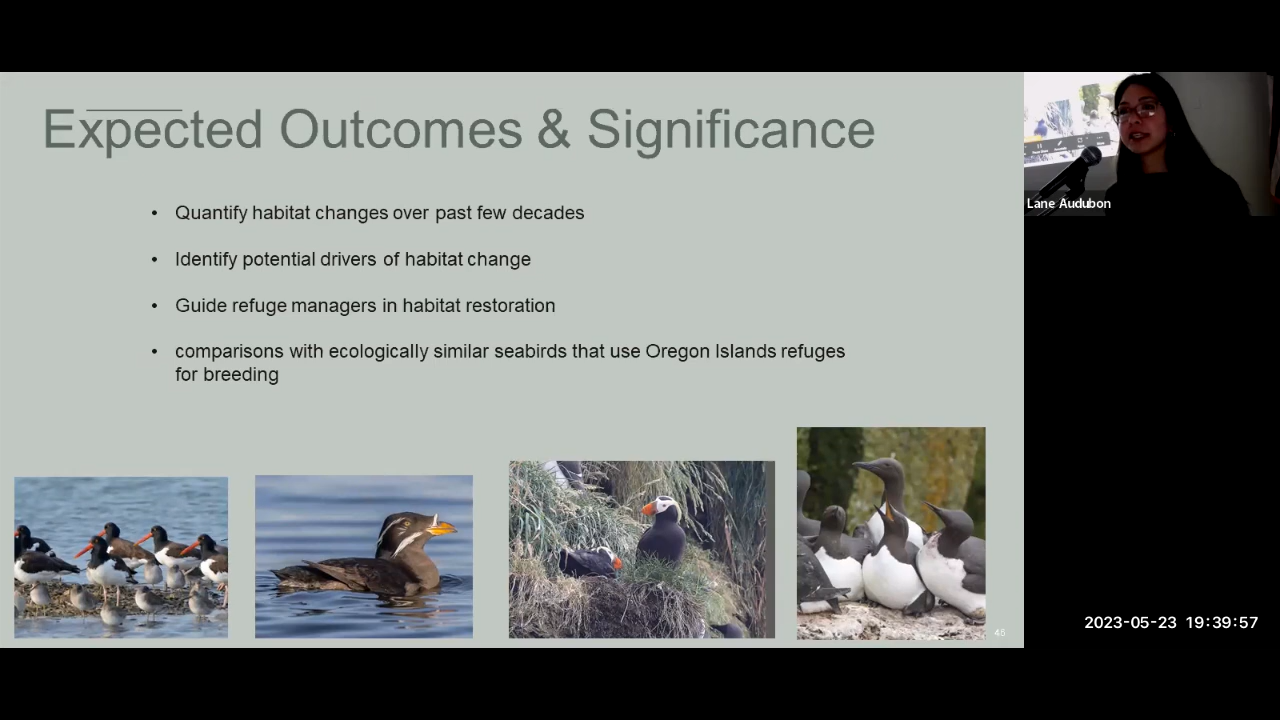 Expected Outcomes & Significance
• Quantify habitat changes over past few decades
• Identify potential drivers of habitat change
• Guide refuge managers in habitat restoration
• comparisons with ecologically similar seabirds that use Oregon Islands refuges
for breeding
Lane Audubon
2023-05-23 19:39:57